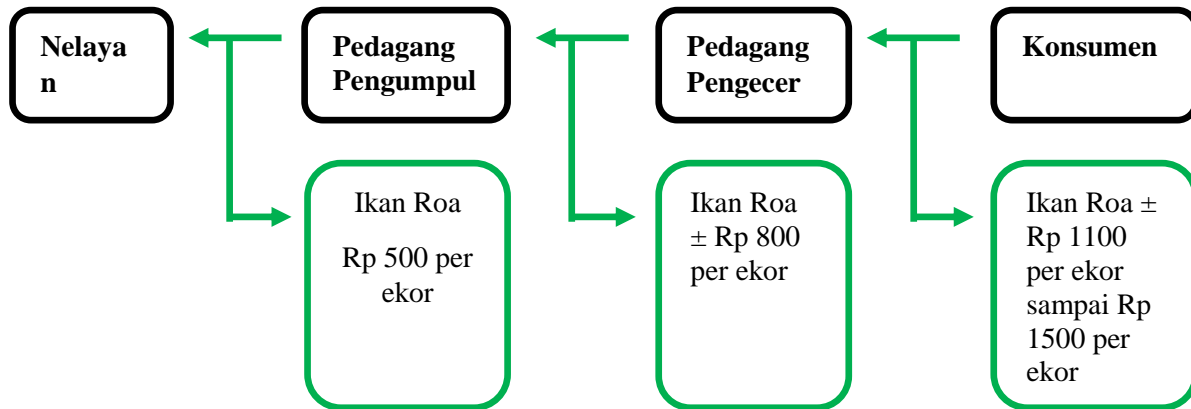 Nelaya
n
Pedagang
Pengumpul
Pedagang
Pengecer
Konsumen
Ikan Roa
Rp 500 per
ekor
Ikan Roa
± Rp 800
per ekor
Ikan Roa ±
Rp 1100
per ekor
sampai Rp
1500 per
ekor